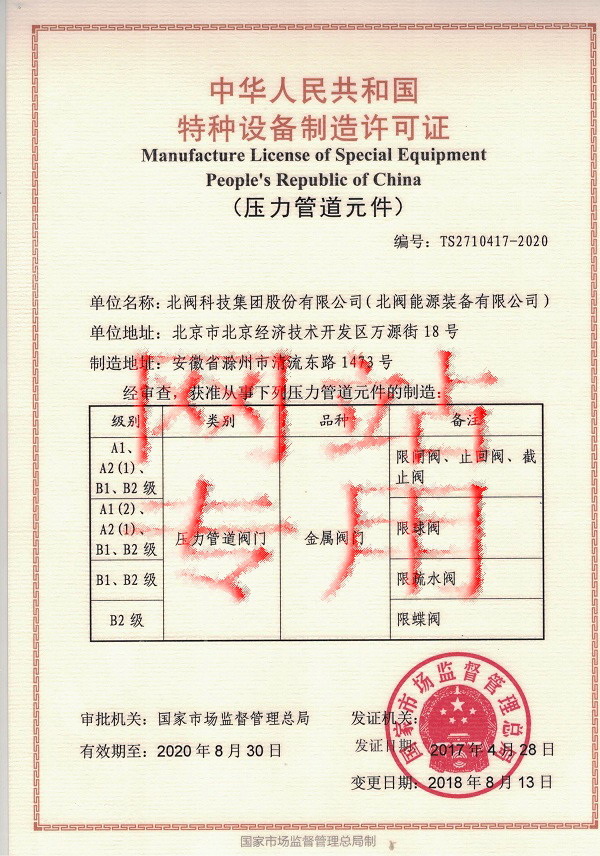 中华人民共和国
特种设备制造许可证
Manufacture License of Special Equipment
People's Republic of China
（压力管道元件）
编号：TS2710417-2020
单位名称：北阀科技集团股份有限公司（北阀能源装备有限公司）
单位地址：北京市北京经济技术开发区万源街18号
制造地址：安徽省滁州市清流东路1473号
经审查，获准从事下列压力管道元件的制造：
级别 类别 品种 备注
A1、
A2(1)、
B1、B2级
限闸阀、止回阀、截
止阀
A1(2)、
A2(1)、
B1、B2级
压力管道阀门 金属阀门 限球阀
B1、B2级 限疏水阀
B2级 限蝶阀
网站
专用
审批机关：国家市场监督管理总局
发证机关：
有效期至：2020年8月30日
发证日期：2017年4月28日
变更日期：2018年8月13日
国家市场监督管理总局
国家市场监督管理总局制